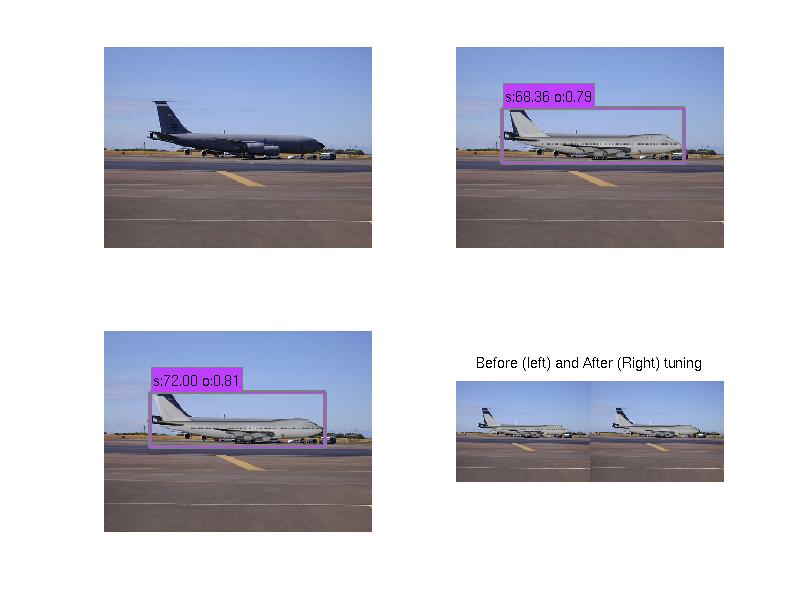 s:68.36 o:0.79
s:72.00 o:0.81
Before (left) and After (Right) tuning